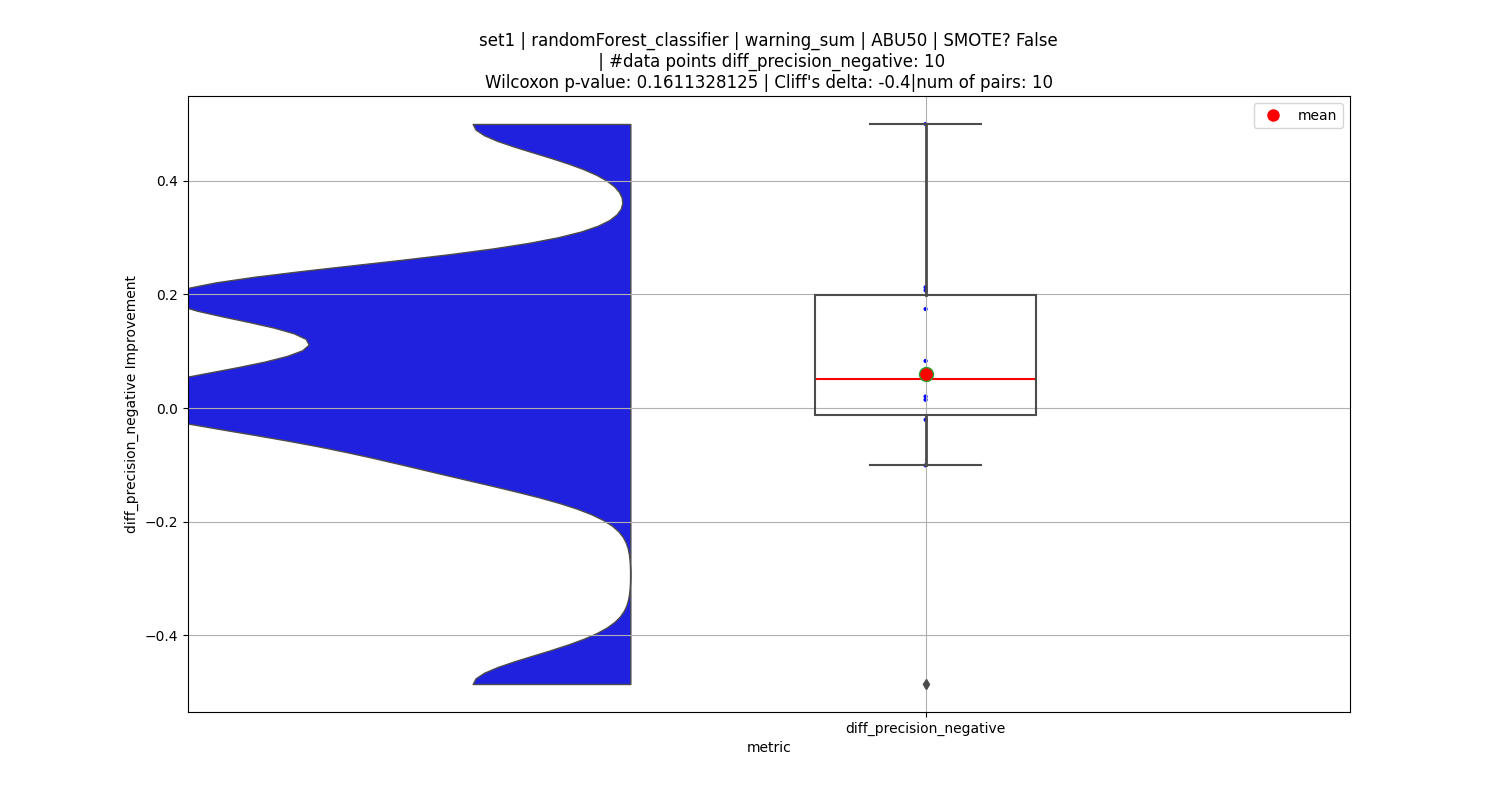 set1 | randomForest_classifier | warning_sum | ABU50 | SMOTE? False
| #data points diff_precision_negative: 10
Wilcoxon p-value: 0.1611328125 | Cliff's delta: -0.4|num of pairs: 10
mean
0.4
0.2
0.0
−0.2
−0.4
diff_precision_negative Improvement
diff_precision_negative
metric